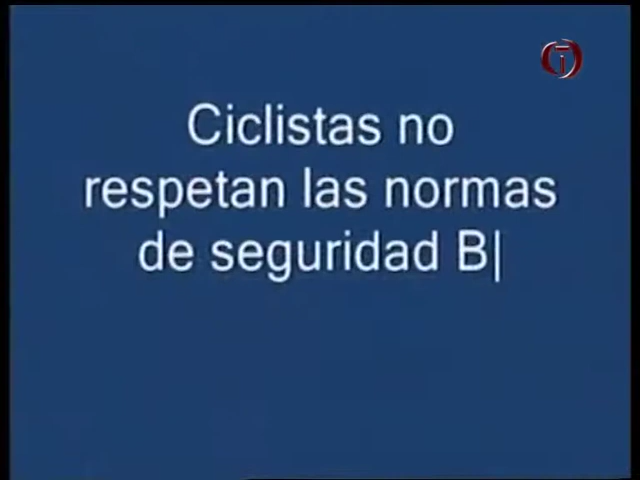 Ciclistas no
respetan las normas
de seguridad B|